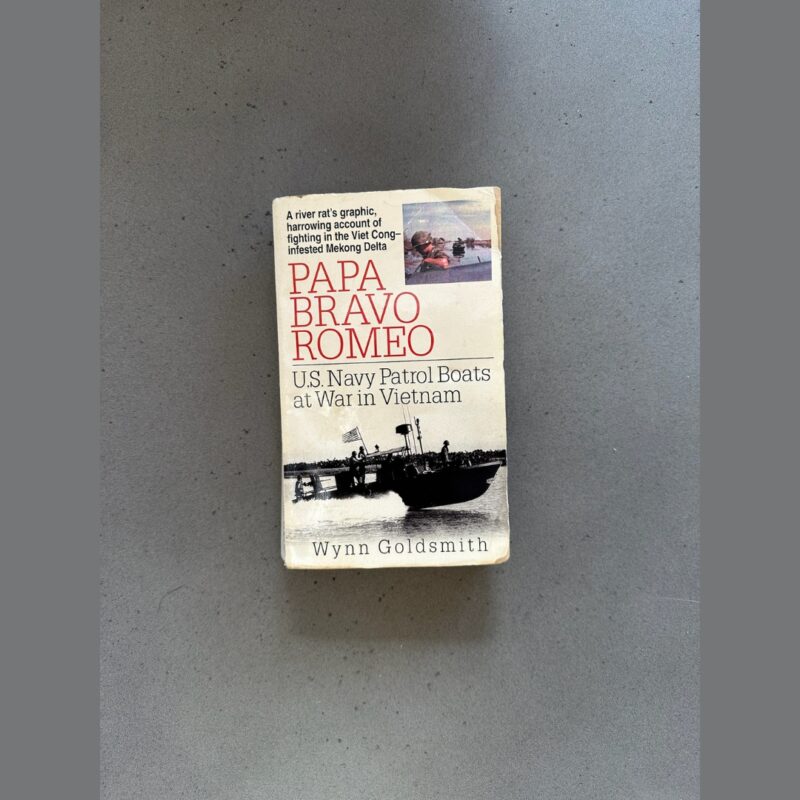 A river rat's graphic,
harrowing account of
fighting in the Viet Cong–
infested Mekong Delta
PAPA
BRAVO
ROMEO
U.S. Navy Patrol Boats
at War in Vietnam
Wynn Goldsmith